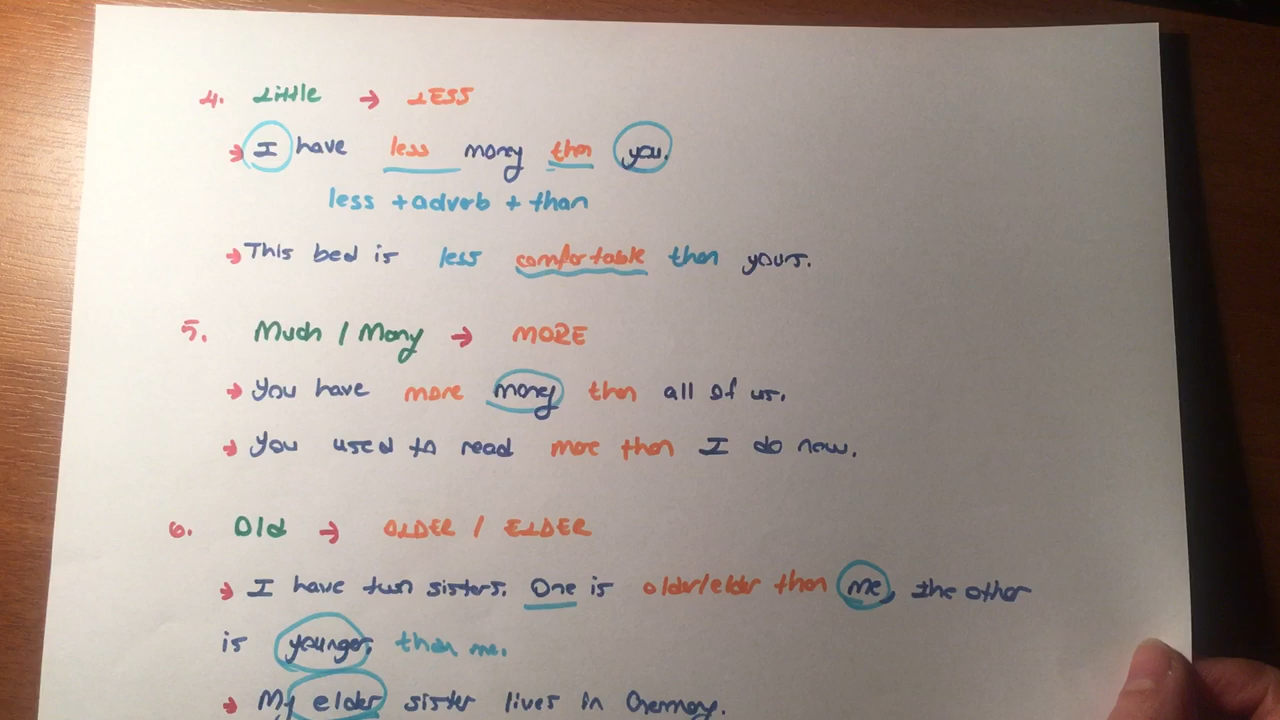 4. Little → LESS
→ I have less money than you.
less + adverb + than
→ This bed is less comfortable than yours.
5. Much / Many → MORE
→ You have more money than all of us.
→ You used to read more than I do now.
6. Old → OLDER / ELDER
→ I have two sisters. One is older/elder than me, the other
is younger than me.
→ My elder sister lives in Germany.